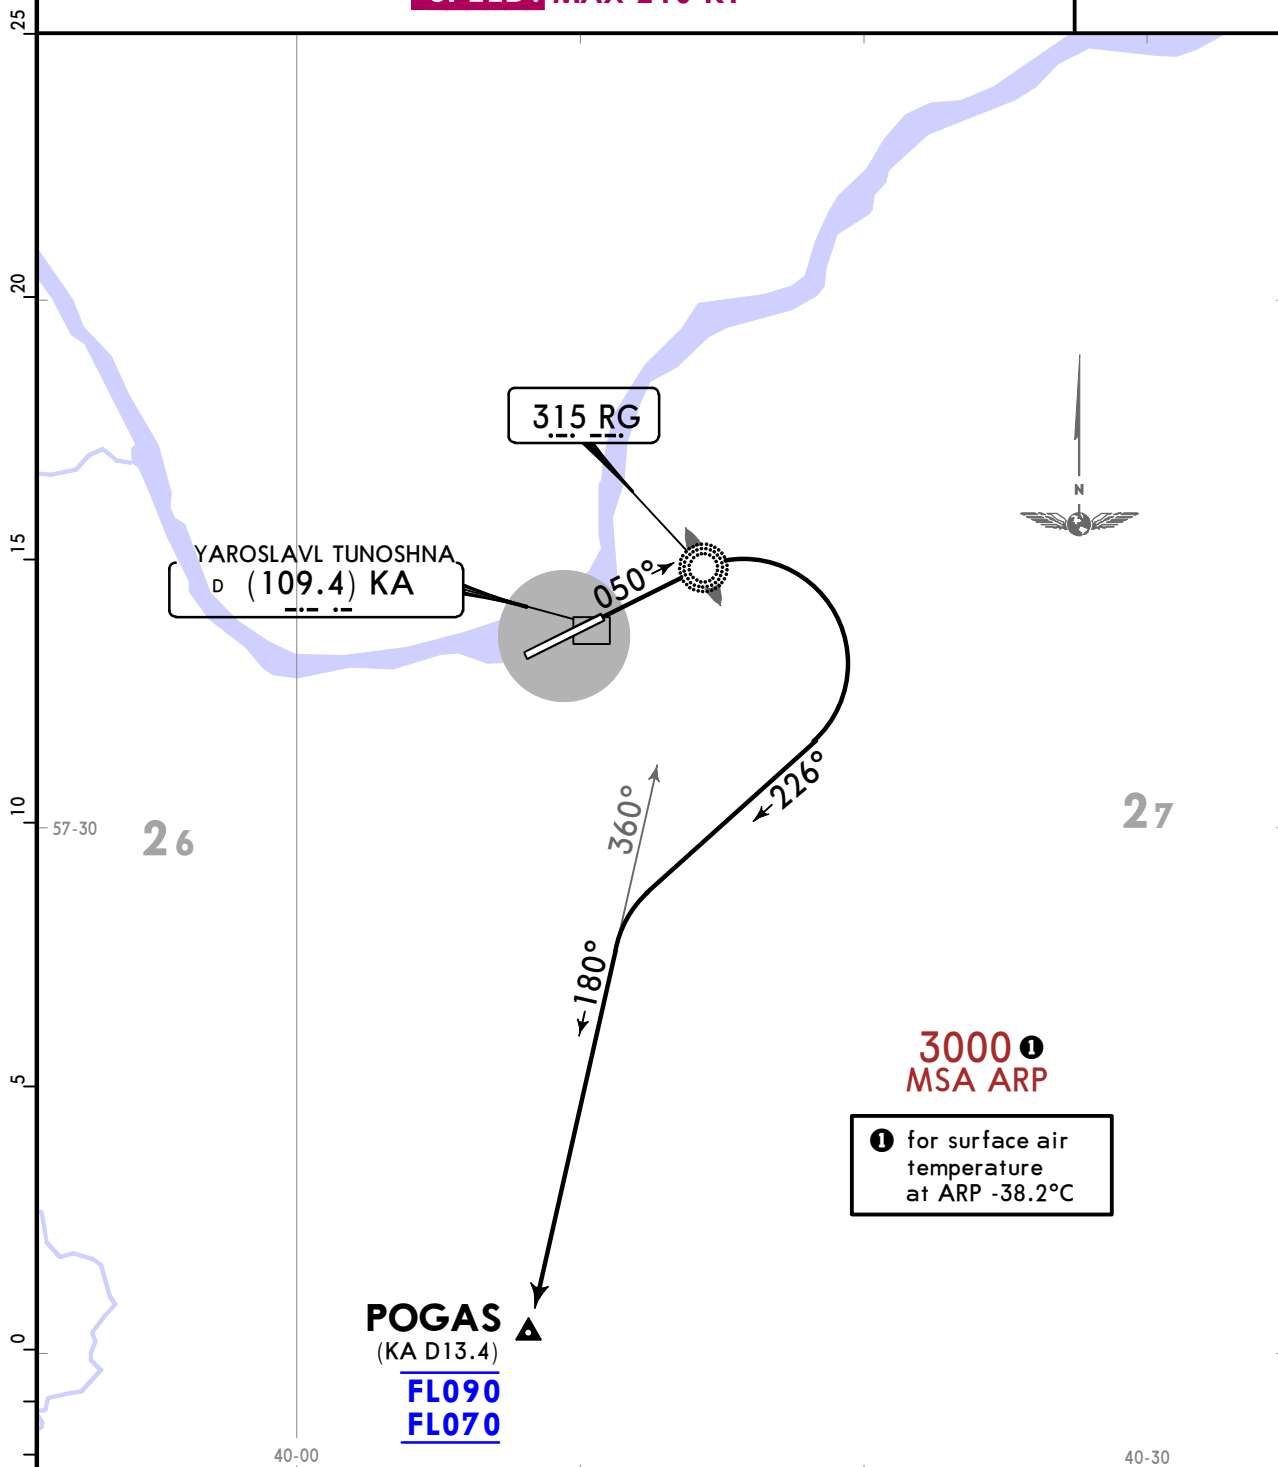 25
20
315 RG
N
15
YAROSLAVL TUNOSHNA
D (109.4) KA
050°
226°
10
57-30
26
360°
27
180°
5
3000 1
MSA ARP
1 for surface air
temperature
at ARP -38.2°C
POGAS
0
(KA D13.4)
FL090
FL070
40-00
40-30